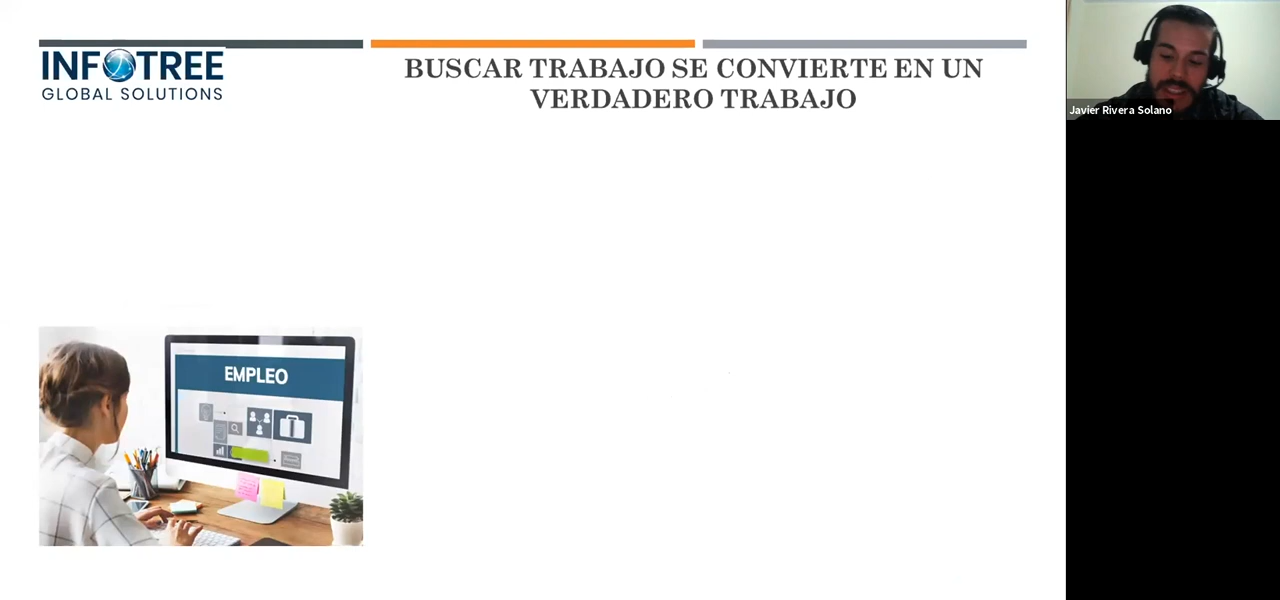 INFOTREE
GLOBAL SOLUTIONS
BUSCAR TRABAJO SE CONVIERTE EN UN
VERDADERO TRABAJO
Javier Rivera Solano
EMPLEO